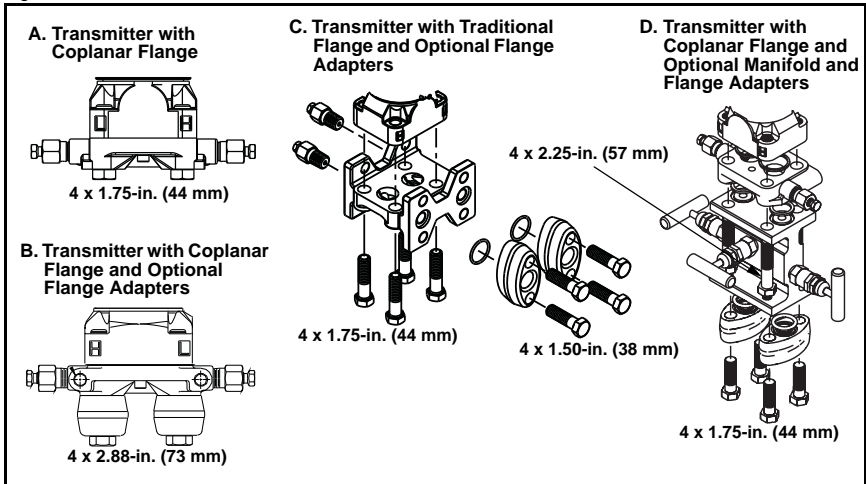 A. Transmitter with
Coplanar Flange
4 x 1.75-in. (44 mm)
B. Transmitter with Coplanar
Flange and Optional
Flange Adapters
4 x 2.88-in. (73 mm)
C. Transmitter with Traditional
Flange and Optional Flange
Adapters
4 x 1.75-in. (44 mm)
4 x 1.50-in. (38 mm)
D. Transmitter with
Coplanar Flange and
Optional Manifold and
Flange Adapters
4 x 2.25-in. (57 mm)
4 x 1.75-in. (44 mm)